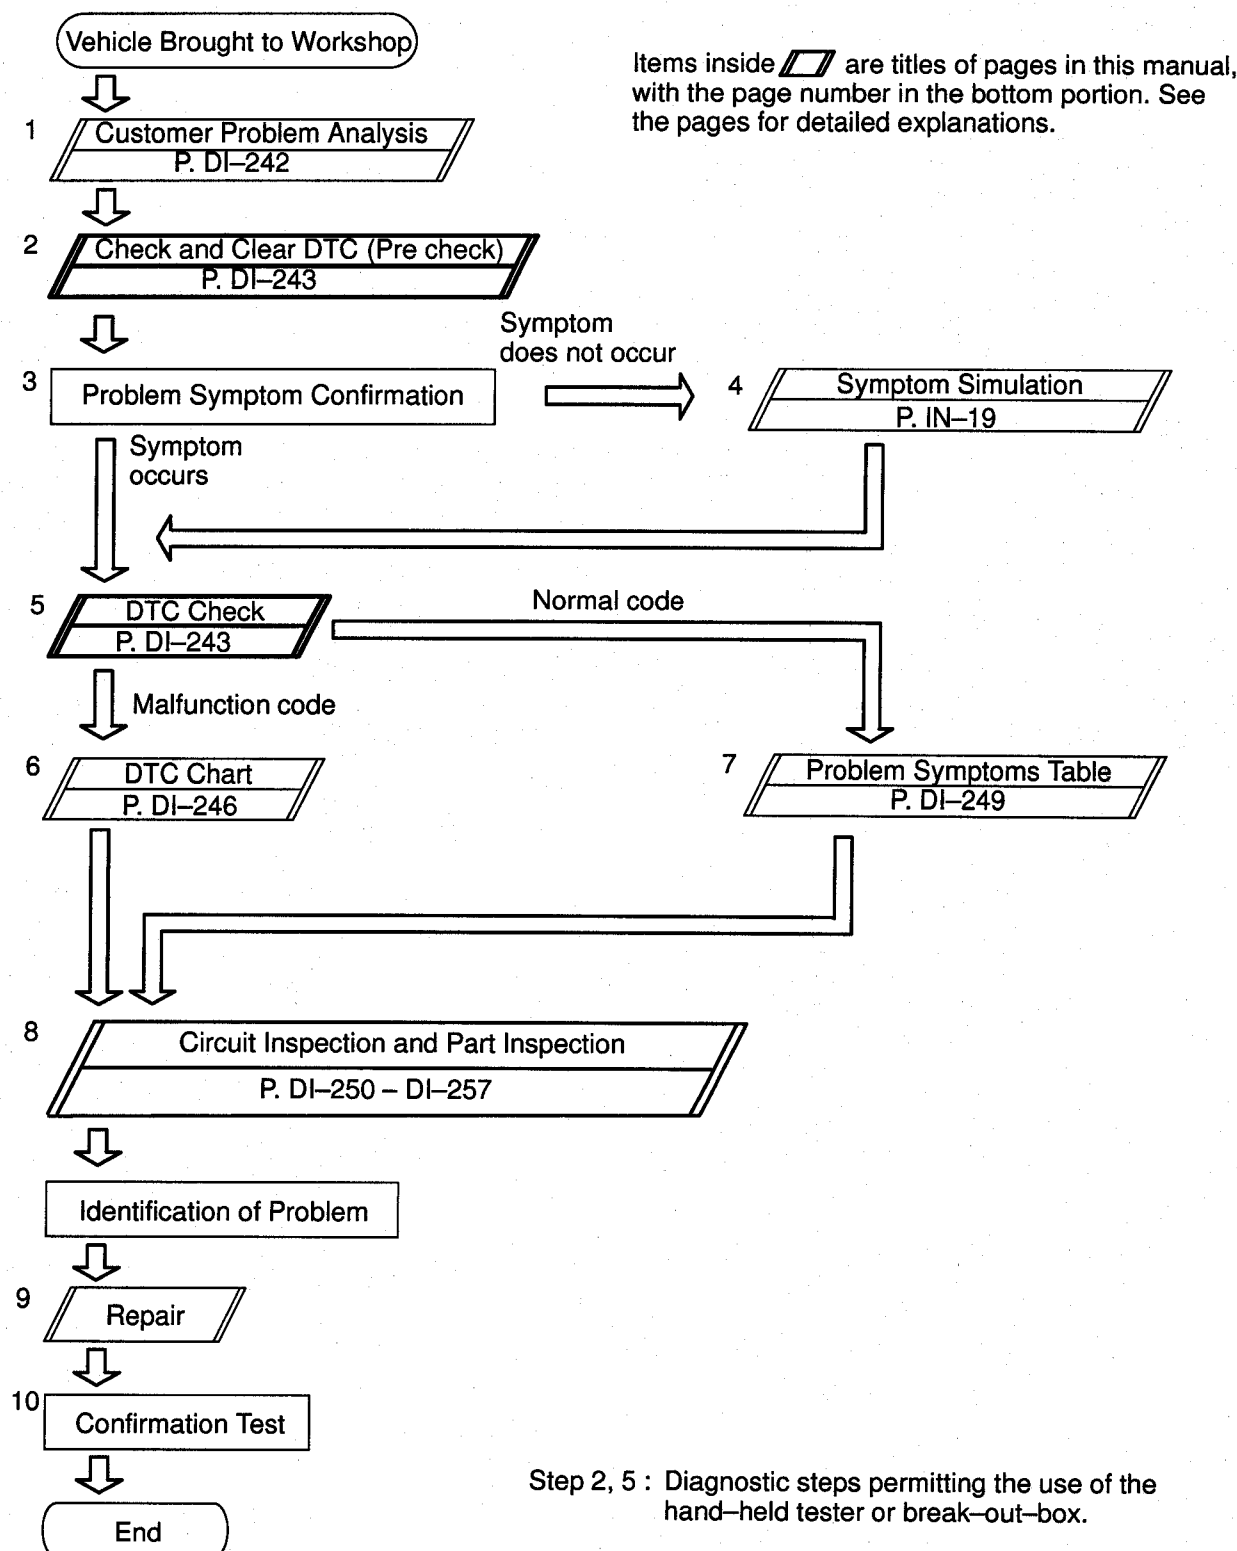 Vehicle Brought to Workshop
Items inside are titles of pages in this manual,
with the page number in the bottom portion. See
the pages for detailed explanations.
1
Customer Problem Analysis
P. DI–242
2
Check and Clear DTC (Pre check)
P. DI–243
Symptom
does not occur
3
Problem Symptom Confirmation
4
Symptom Simulation
P. IN–19
Symptom
occurs
5
DTC Check
P. DI–243
Normal code
Malfunction code
6
DTC Chart
P. DI–246
7
Problem Symptoms Table
P. DI–249
8
Circuit Inspection and Part Inspection
P. DI–250 – DI–257
Identification of Problem
9
Repair
10
Confirmation Test
Step 2, 5 : Diagnostic steps permitting the use of the
hand–held tester or break–out–box.
End